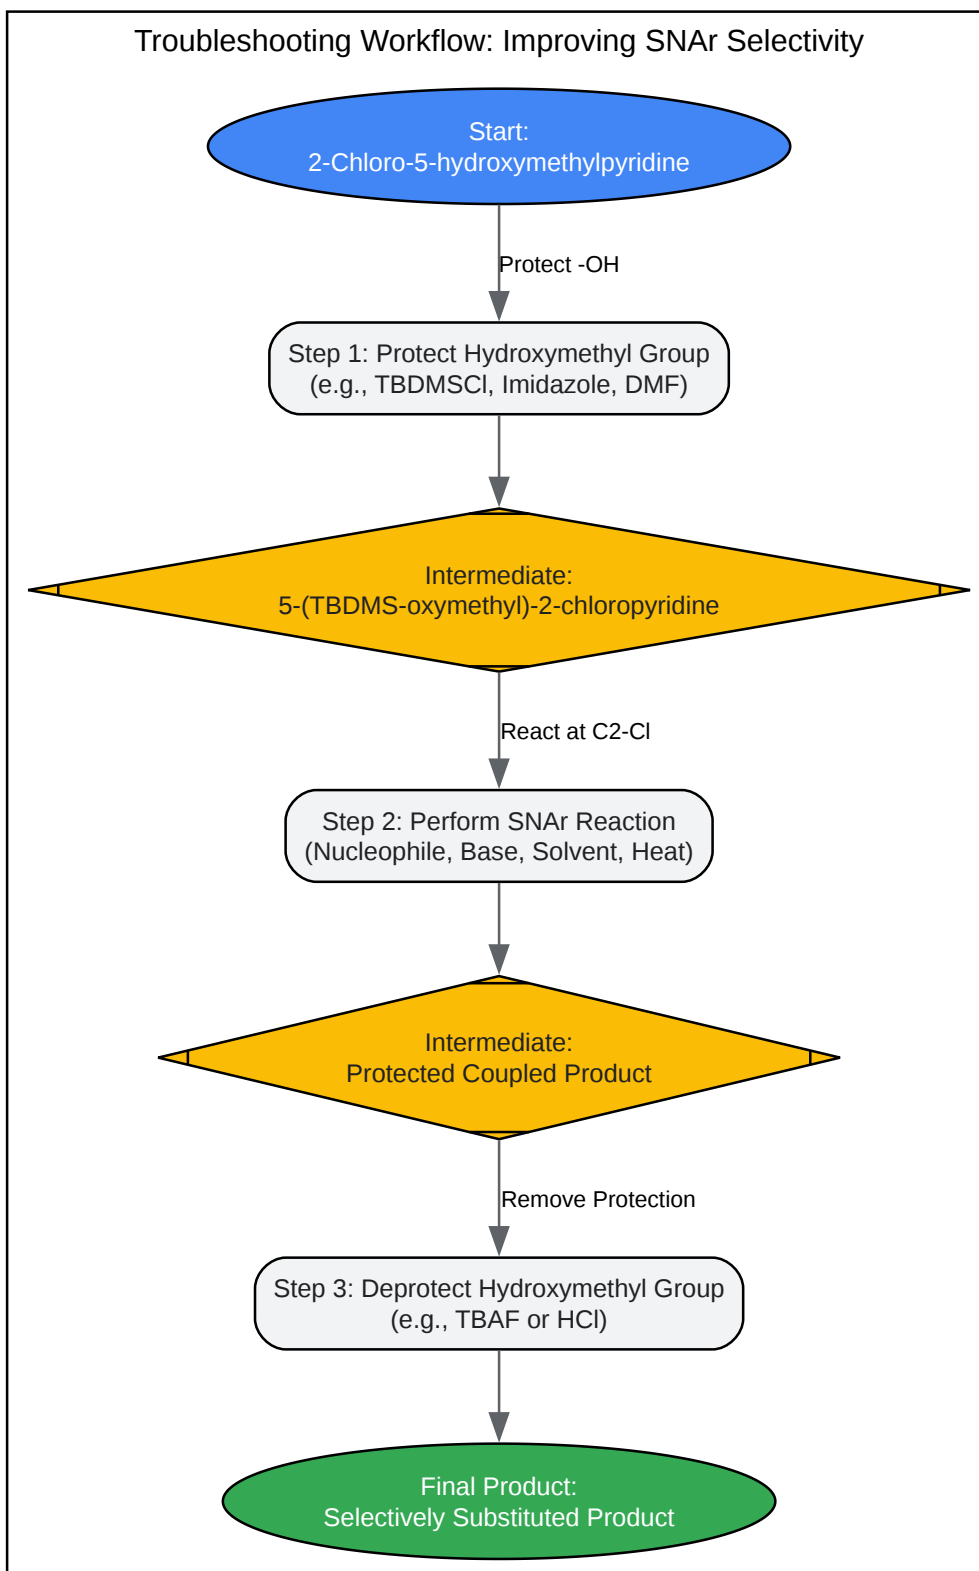 Troubleshooting Workflow: Improving SNAr Selectivity
Start:
2-Chloro-5-hydroxymethylpyridine
Protect -OH
Step 1: Protect Hydroxymethyl Group
(e.g., TBDMSCl, Imidazole, DMF)
Intermediate:
5-(TBDMS-oxymethyl)-2-chloropyridine
React at C2-Cl
Step 2: Perform SNAr Reaction
(Nucleophile, Base, Solvent, Heat)
Intermediate:
Protected Coupled Product
Remove Protection
Step 3: Deprotect Hydroxymethyl Group
(e.g., TBAF or HCl)
Final Product:
Selectively Substituted Product